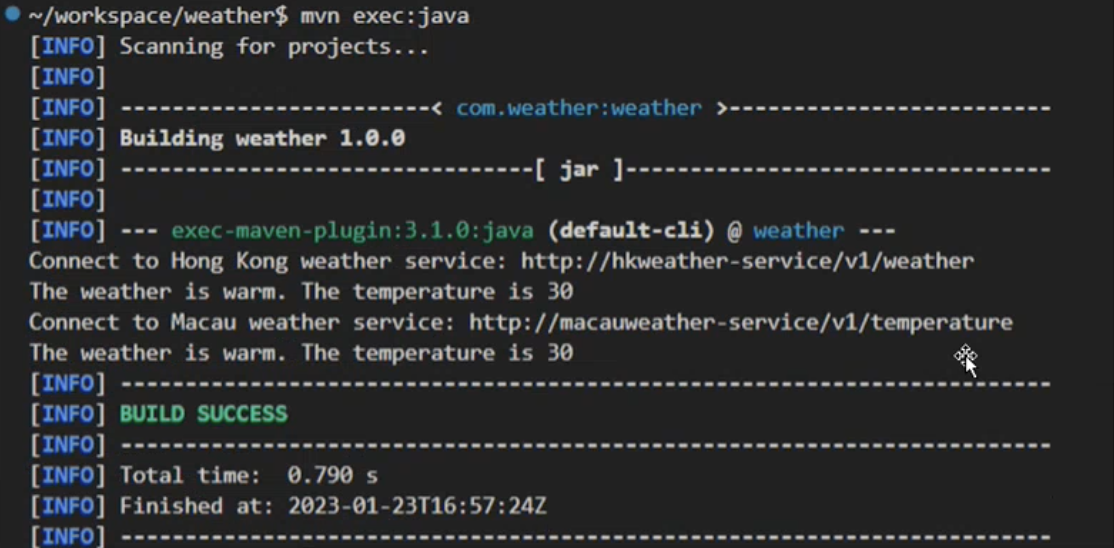 ~/workspace/weather$ mvn exec:java
[INFO] Scanning for projects...
[INFO]
[INFO] ------------------------< com.weather:weather >-------------------------
[INFO] Building weather 1.0.0
[INFO] --------------------------------[ jar ]---------------------------------
[INFO]
[INFO] --- exec-maven-plugin:3.1.0:java (default-cli) @ weather ---
Connect to Hong Kong weather service: http://hkweather-service/v1/weather
The weather is warm. The temperature is 30
Connect to Macau weather service: http://macauweather-service/v1/temperature
The weather is warm. The temperature is 30
[INFO] ------------------------------------------------------------------------
[INFO] BUILD SUCCESS
[INFO] ------------------------------------------------------------------------
[INFO] Total time:  0.790 s
[INFO] Finished at: 2023-01-23T16:57:24Z
[INFO] ------------------------------------------------------------------------